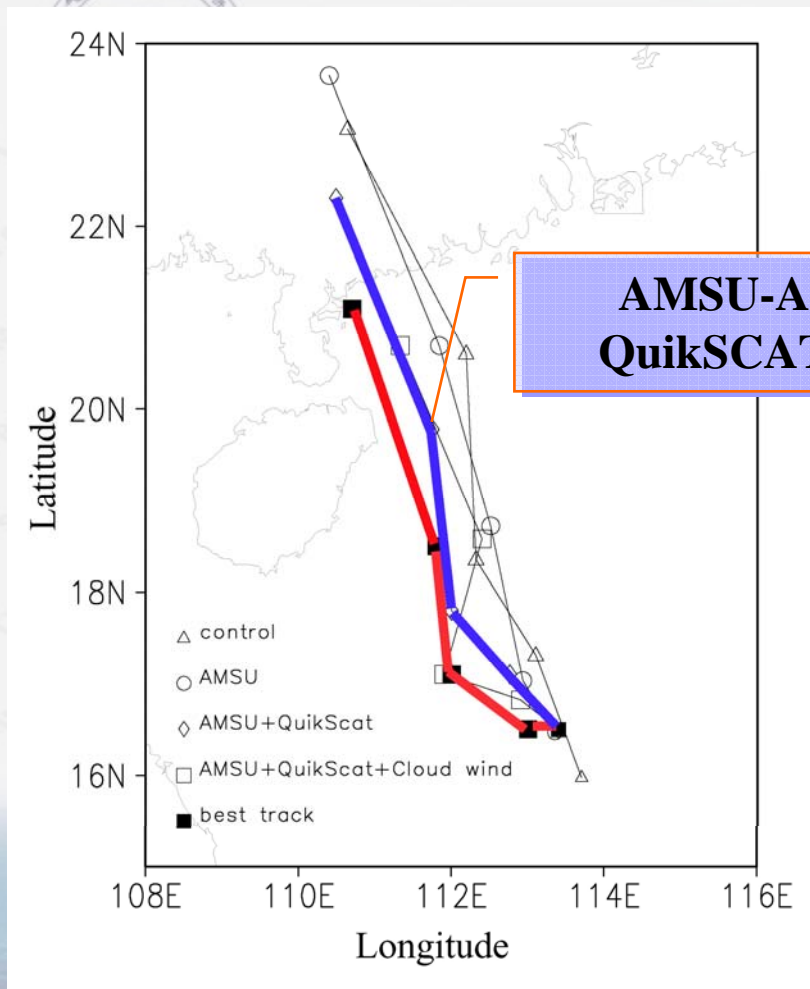 24N
22N
20N
18N
16N
Latitude
AMSU-A
QuikSCAT
control
AMSU
AMSU+QuikScat
AMSU+QuikScat+Cloud wind
best track
108E 110E 112E 114E 116E
Longitude